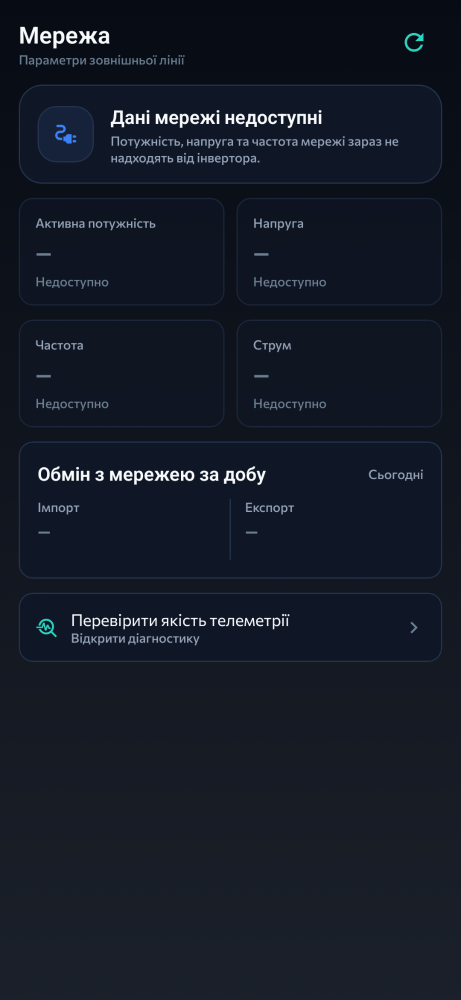 Мережа
Параметри зовнішньої лінії
Дані мережі недоступні
Потужність, напруга та частота мережі зараз не
надходять від інвертора.
Активна потужність
—
Недоступно
Напруга
—
Недоступно
Частота
—
Недоступно
Струм
—
Недоступно
Обмін з мережею за добу
Сьогодні
Імпорт
—
Експорт
—
Перевірити якість телеметрії
Відкрити діагностику